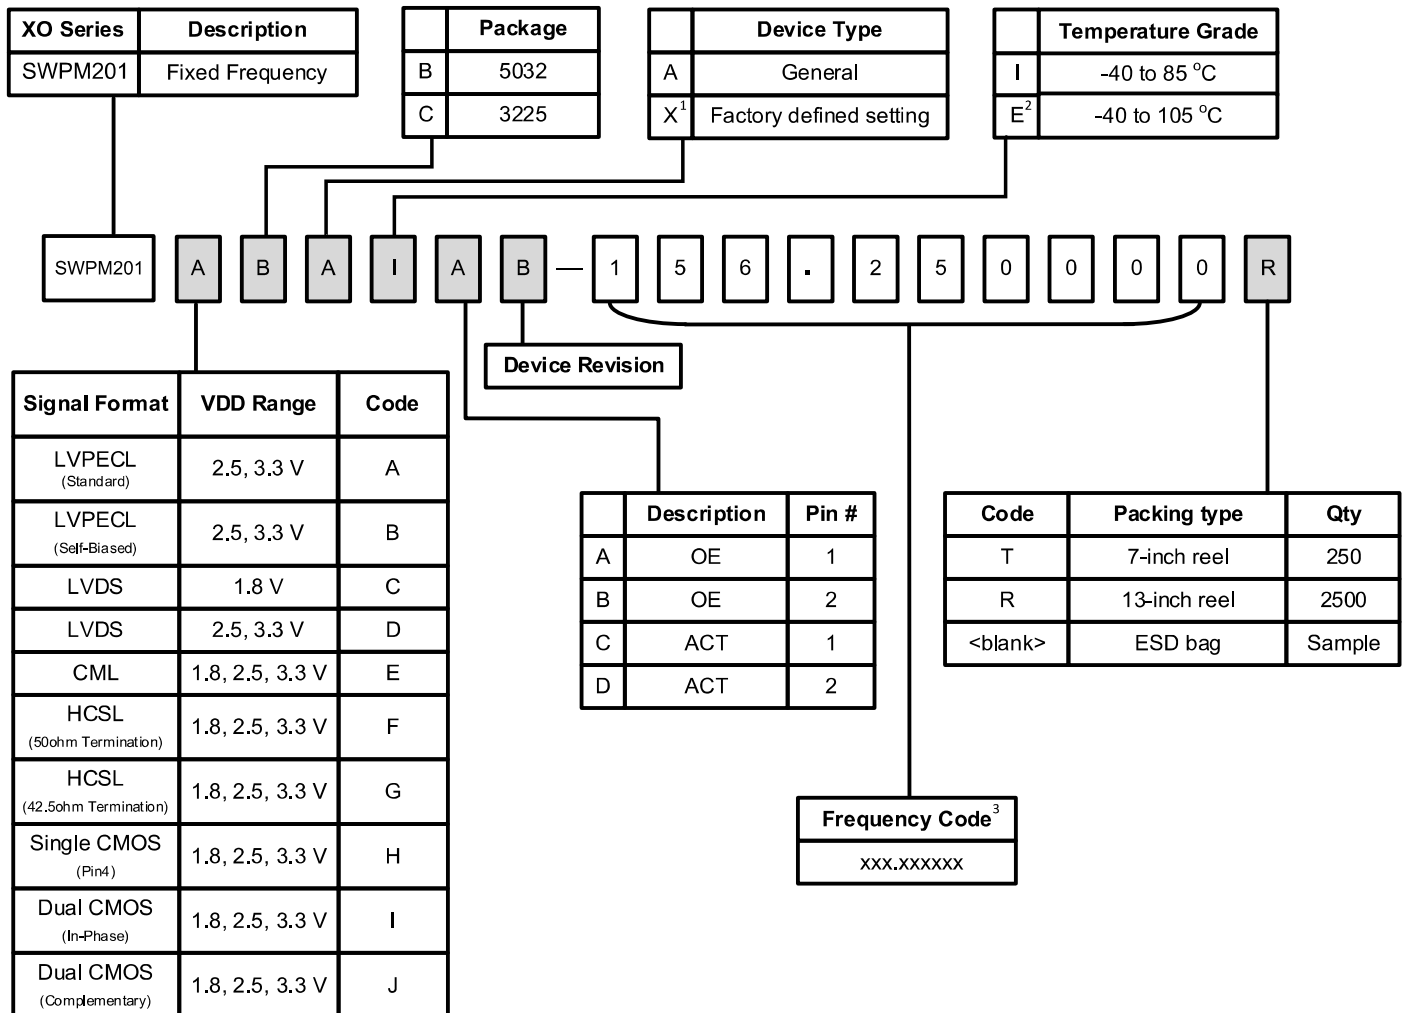 XO Series Description
SWPM201 Fixed Frequency
Package
B 5032
C 3225
Device Type
A General
X1 Factory defined setting
Temperature Grade
I -40 to 85 °C
E2 -40 to 105 °C
SWPM201 A B A I A B — 1 5 6 . 2 5 0 0 0 0 R
Device Revision
Signal Format VDD Range Code
LVPECL
(Standard)
2.5, 3.3 V A
LVPECL
(Self-Biased)
2.5, 3.3 V B
LVDS 1.8 V C
LVDS 2.5, 3.3 V D
CML 1.8, 2.5, 3.3 V E
HCSL
(50ohm Termination)
1.8, 2.5, 3.3 V F
HCSL
(42.5ohm Termination)
1.8, 2.5, 3.3 V G
Single CMOS
(Pin4)
1.8, 2.5, 3.3 V H
Dual CMOS
(In-Phase)
1.8, 2.5, 3.3 V I
Dual CMOS
(Complementary)
1.8, 2.5, 3.3 V J
Description Pin #
A OE 1
B OE 2
C ACT 1
D ACT 2
Code Packing type Qty
T 7-inch reel 250
R 13-inch reel 2500
<blank> ESD bag Sample
Frequency Code3
xxx.xxxxxx